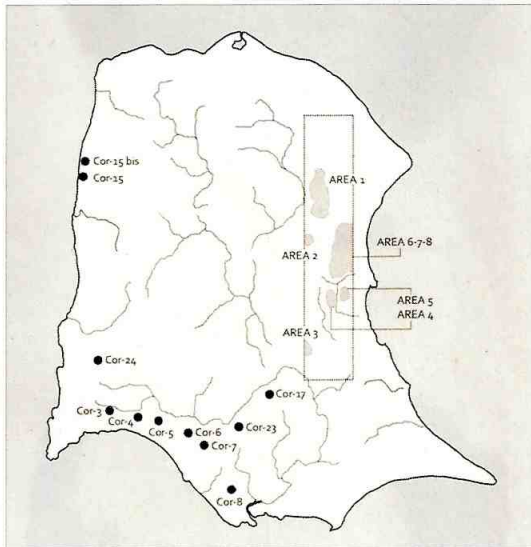 Cor-15 bis
Cor-15
AREA 1
AREA 2
AREA 6-7-8
AREA 5
AREA 4
AREA 3
Cor-24
Cor-3
Cor-4
Cor-5
Cor-6
Cor-7
Cor-23
Cor-17
Cor-8